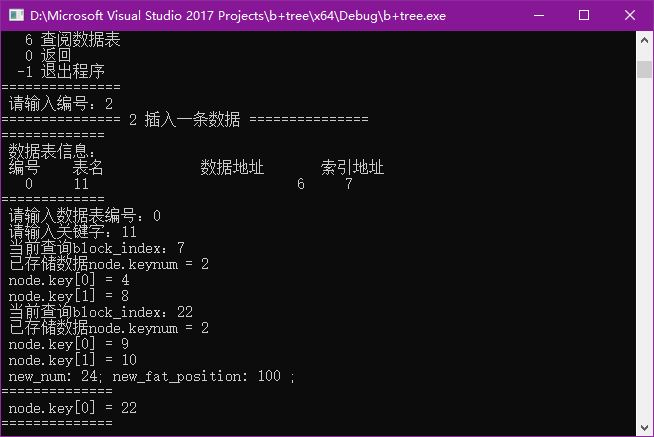 D:\Microsoft Visual Studio 2017 Projects\b+tree\x64\Debug\b+tree.exe
6 查阅数据表
0 返回
-1 退出程序
===============
请输入编号：2
=============== 2 插入一条数据 ===============
=============
数据表信息：
编号 表名 数据地址 索引地址
0 11 6 7
=============
请输入数据表编号：0
请输入关键字：11
当前查询block_index：7
已存储数据node.keynum = 2
node.key[0] = 4
node.key[1] = 8
当前查询block_index：22
已存储数据node.keynum = 2
node.key[0] = 9
node.key[1] = 10
new_num: 24; new_fat_position: 100 ;
==============
node.key[0] = 22
==============